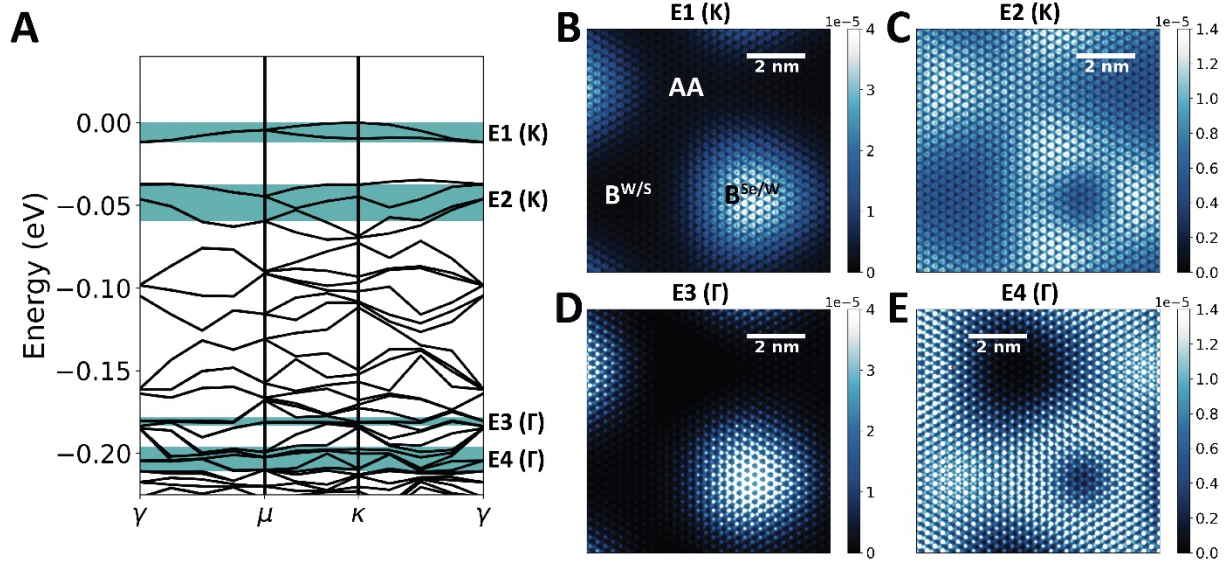 A
Energy (eV)
0.00
−0.05
−0.10
−0.15
−0.20
γ μ κ γ
E1 (K)
E2 (K)
E3 (Γ)
E4 (Γ)
B
E1 (K)
2 nm
AA
B^W/S
B^Se/W
1e−5
4
3
2
1
0
C
E2 (K)
2 nm
1e−5
1.4
1.2
1.0
0.8
0.6
0.4
0.2
0.0
D
E3 (Γ)
2 nm
1e−5
4
3
2
1
0
E
E4 (Γ)
2 nm
1e−5
1.4
1.2
1.0
0.8
0.6
0.4
0.2
0.0